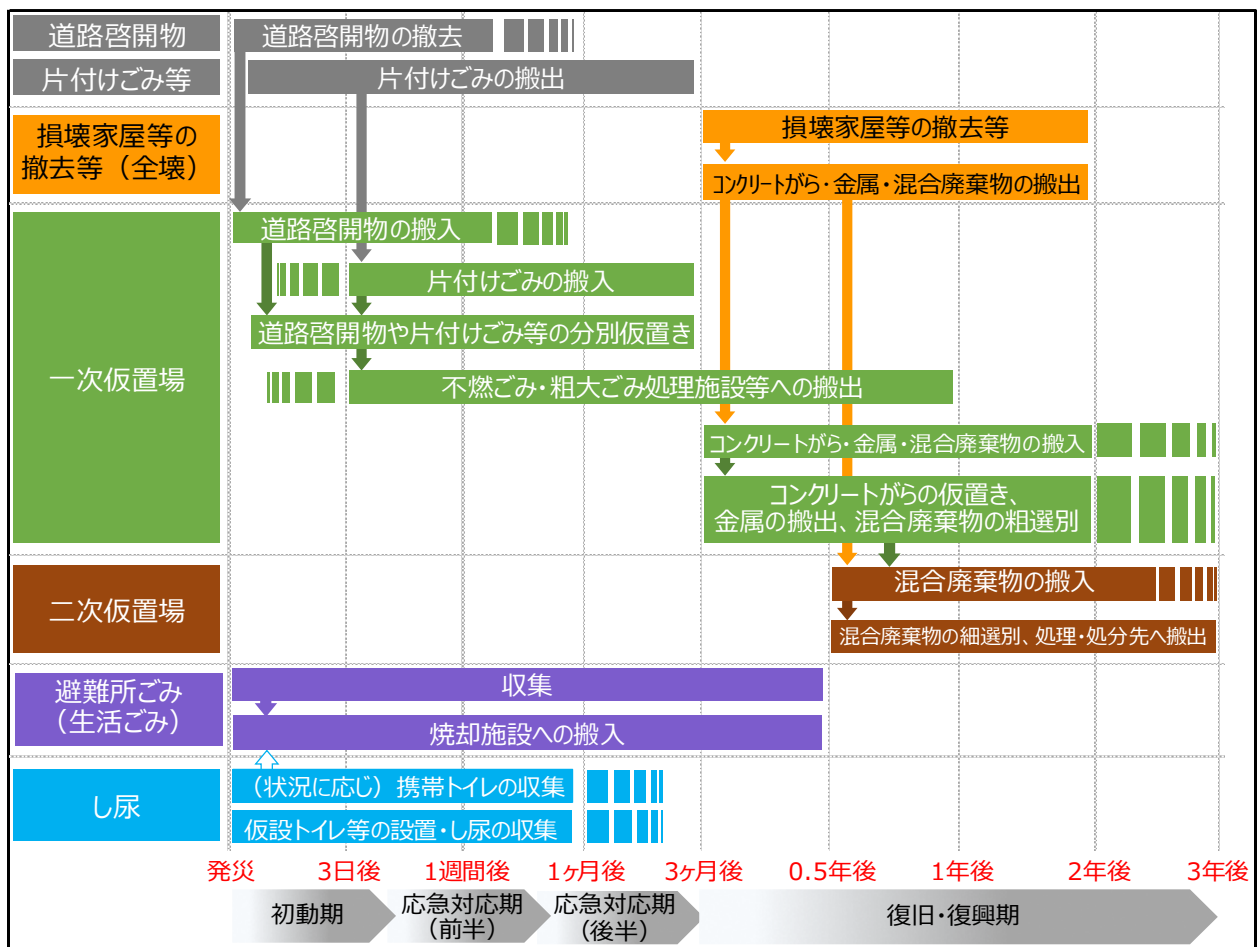 道路啓開物
道路啓開物の撤去
片付けごみ等
片付けごみの搬出
損壊家屋等の
撤去等（全壊）
損壊家屋等の撤去等
コンクリートがら・金属・混合廃棄物の搬出
一次仮置場
道路啓開物の搬入
片付けごみの搬入
道路啓開物や片付けごみ等の分別仮置き
不燃ごみ・粗大ごみ処理施設等への搬出
コンクリートがら・金属・混合廃棄物の搬入
コンクリートがらの仮置き、
金属の搬出、混合廃棄物の粗選別
二次仮置場
混合廃棄物の搬入
混合廃棄物の細選別、処理・処分先へ搬出
避難所ごみ
（生活ごみ）
収集
焼却施設への搬入
し尿
（状況に応じ）携帯トイレの収集
仮設トイレ等の設置・し尿の収集
発災
3日後
1週間後
1ヶ月後
3ヶ月後
0.5年後
1年後
2年後
3年後
初動期
応急対応期
(前半)
応急対応期
(後半)
復旧・復興期